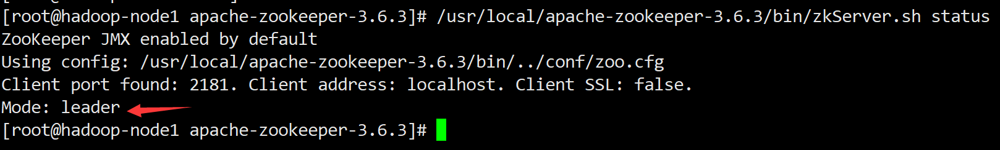 [root@hadoop-node1 apache-zookeeper-3.6.3]# /usr/local/apache-zookeeper-3.6.3/bin/zkServer.sh status
ZooKeeper JMX enabled by default
Using config: /usr/local/apache-zookeeper-3.6.3/bin/../conf/zoo.cfg
Client port found: 2181. Client address: localhost. Client SSL: false.
Mode: leader
[root@hadoop-node1 apache-zookeeper-3.6.3]#